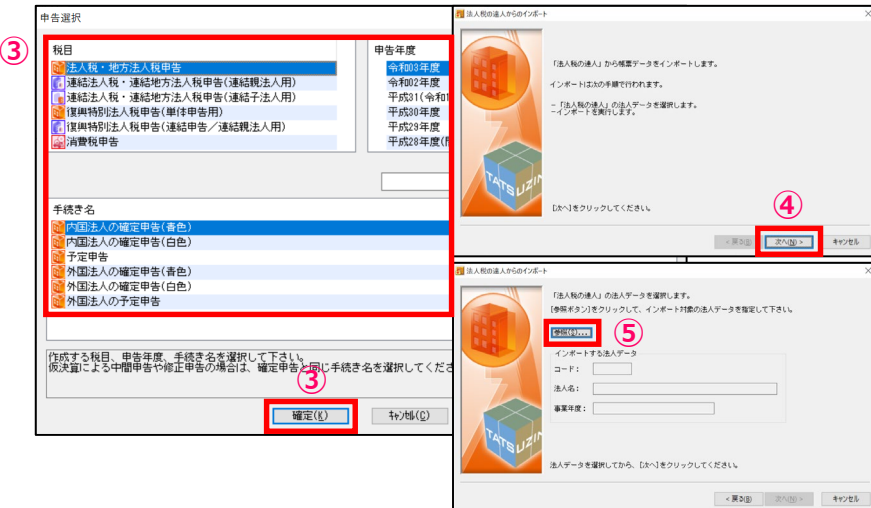 申告選択
③
税目
法人税・地方法人税申告
連結法人税・連結地方法人税申告(連結親法人用)
連結法人税・連結地方法人税申告(連結子法人用)
復興特別法人税申告(単体申告用)
復興特別法人税申告(連結申告／連結親法人用)
消費税申告
申告年度
令和03年度
令和02年度
平成31(令和
平成30年度
平成29年度
平成28年度(
手続き名
内国法人の確定申告(青色)
内国法人の確定申告(白色)
予定申告
外国法人の確定申告(青色)
外国法人の確定申告(白色)
外国法人の予定申告
作成する税目、申告年度、手続き名を選択して下さい。
仮決算による中間申告や修正申告の場合は、確定申告と同じ手続き名を選択してくださ
③
確定(K)
ｷｬﾝｾﾙ(C)
法人税の達人からのインポート
「法人税の達人」から帳票データをインポートします。
インポートは次の手順で行われます。
－「法人税の達人」の法人データを選択します。
－インポートを実行します。
TATSUZIN
[次へ]をクリックしてください。
④
< 戻る(B)
次へ(N) >
キャンセル
法人税の達人からのインポート
「法人税の達人」の法人データを選択します。
[参照ボタン]をクリックして、インポート対象の法人データを指定して下さい。
参照(S)...
⑤
インポートする法人データ
コード：
法人名：
事業年度：
TATSUZIN
法人データを選択してから、[次へ]をクリックしてください。
< 戻る(B)
次へ(N) >
キャンセル